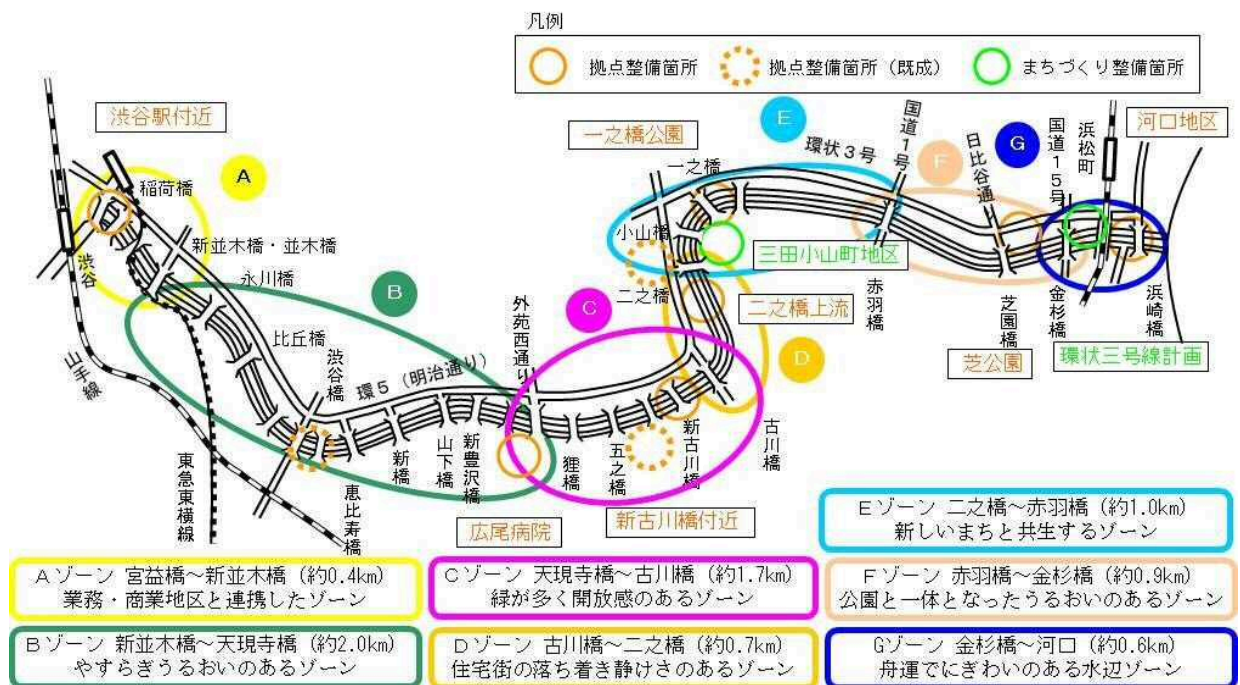 凡例
拠点整備箇所
拠点整備箇所（既成）
まちづくり整備箇所
渋谷駅付近
A
稲荷橋
新並木橋・並木橋
永川橋
渋谷
山手線
東急東横線
B
比丘橋
渋谷橋
環5（明治通り）
恵比寿橋
新橋
山下橋
新豊沢橋
外苑西通り
広尾病院
C
狸橋
五之橋
新古川橋
古川橋
新古川橋付近
D
二之橋上流
一之橋公園
E
一之橋
小山橋
二之橋
三田小山町地区
環状3号
国道1号
赤羽橋
F
日比谷通り
芝園橋
芝公園
G
国道15号
浜松町
河口地区
金杉橋
浜崎橋
環状三号線計画
Eゾーン 二之橋～赤羽橋（約1.0km）
新しいまちと共生するゾーン
Aゾーン 宮益橋～新並木橋（約0.4km）
業務・商業地区と連携したゾーン
Cゾーン 天現寺橋～古川橋（約1.7km）
緑が多く開放感のあるゾーン
Fゾーン 赤羽橋～金杉橋（約0.9km）
公園と一体となったうるおいのあるゾーン
Bゾーン 新並木橋～天現寺橋（約2.0km）
やすらぎうるおいのあるゾーン
Dゾーン 古川橋～二之橋（約0.7km）
住宅街の落ち着き静けさのあるゾーン
Gゾーン 金杉橋～河口（約0.6km）
舟運でにぎわいのある水辺ゾーン